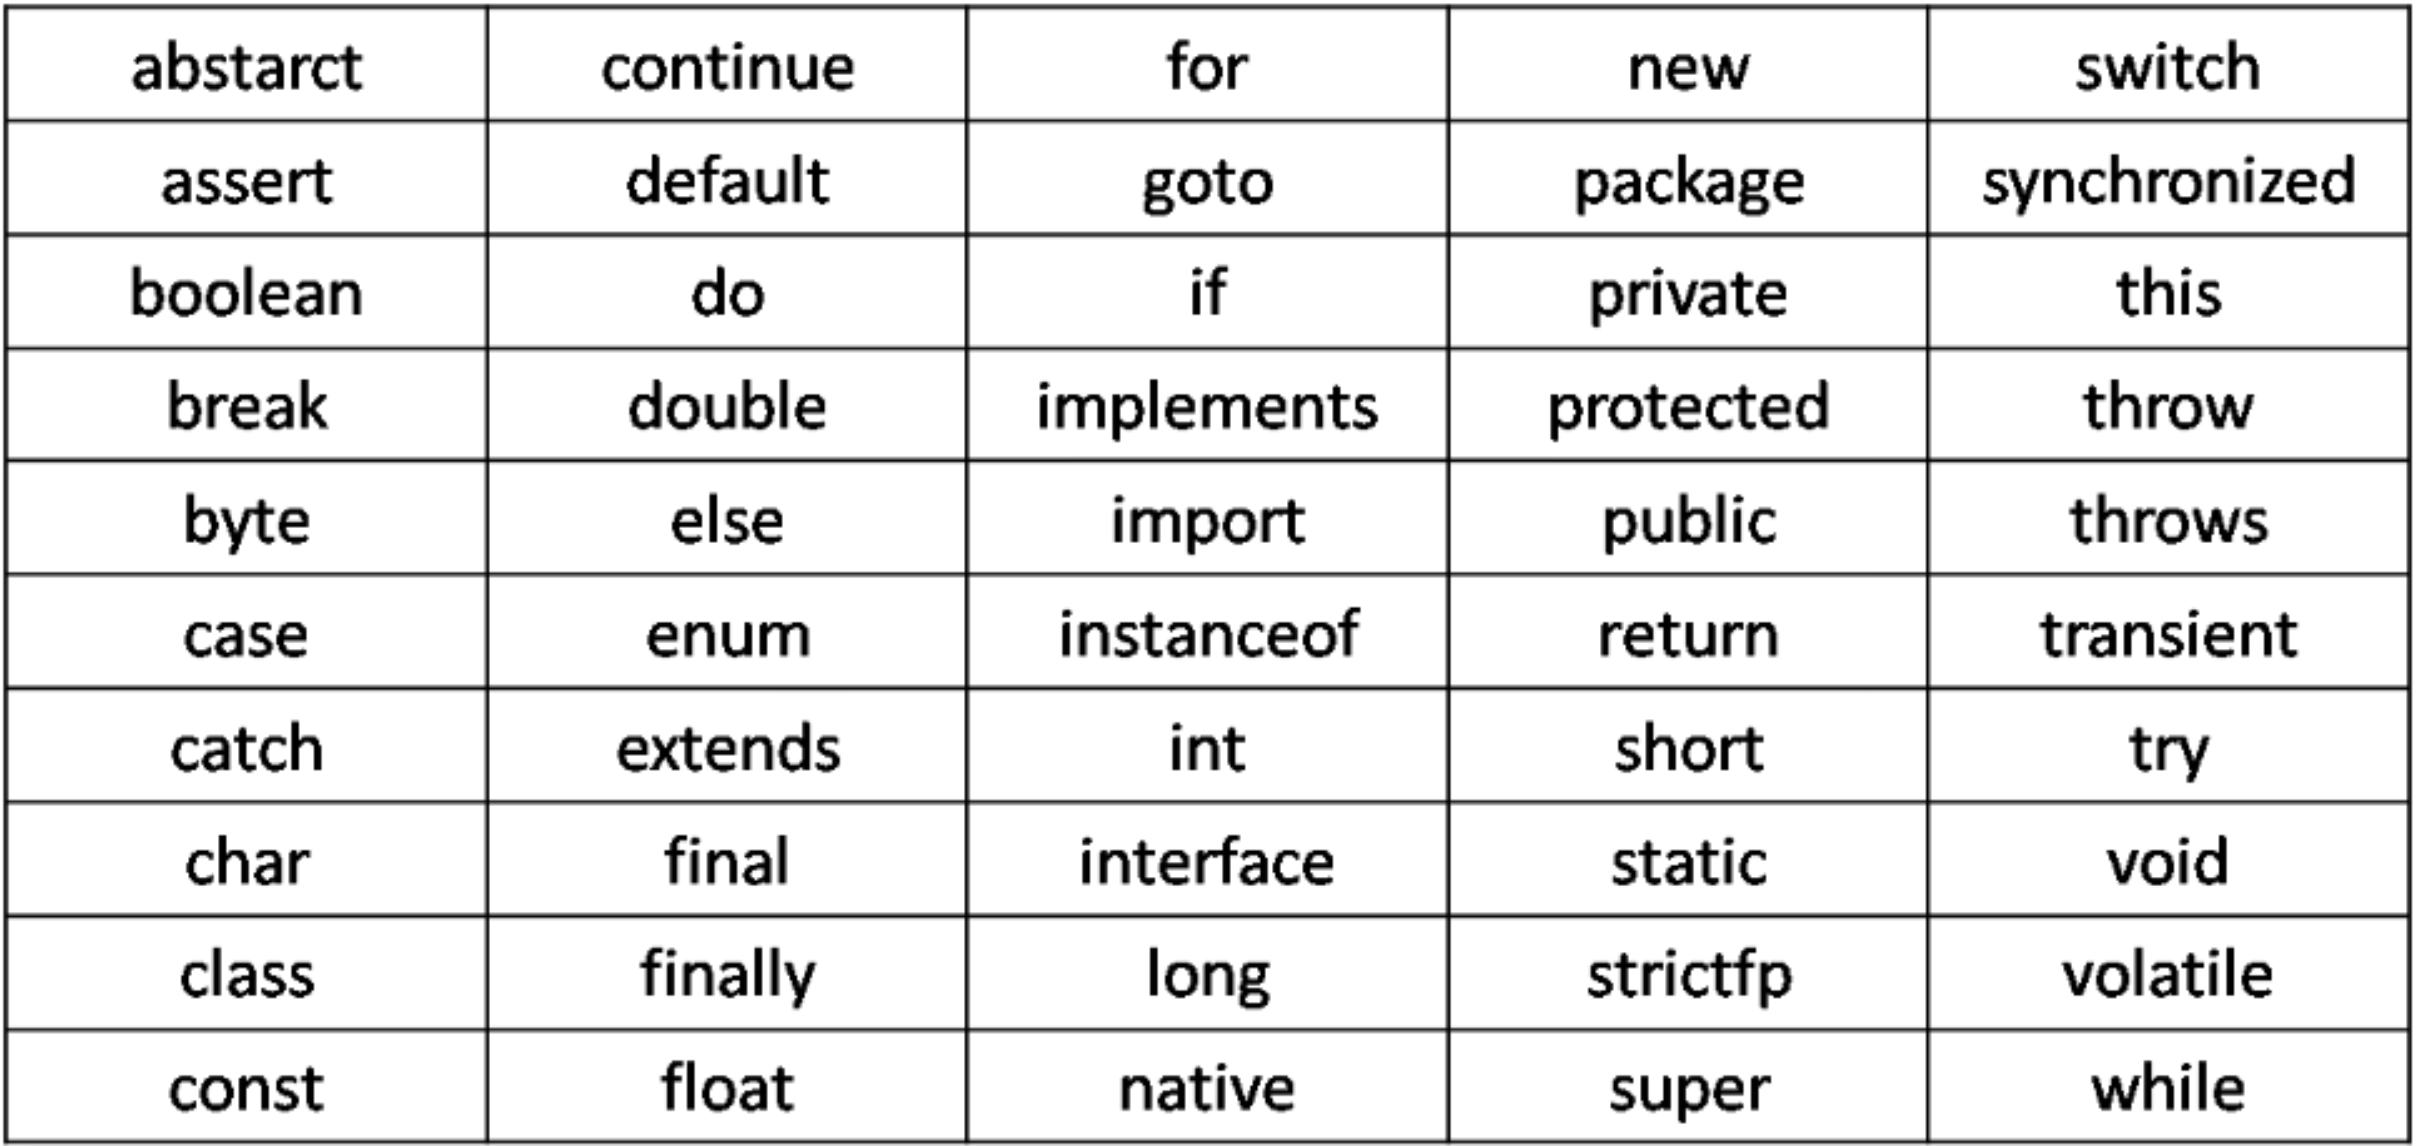 abstarct continue for new switch
assert default goto package synchronized
boolean do if private this
break double implements protected throw
byte else import public throws
case enum instanceof return transient
catch extends int short try
char final interface static void
class finally long strictfp volatile
const float native super while